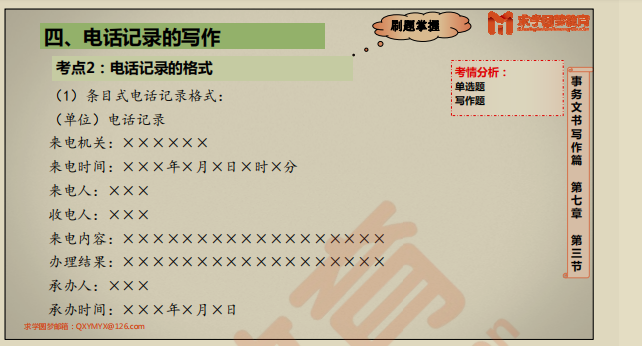 四、电话记录的写作
刷题掌握
求学圆梦教育
考点2：电话记录的格式
考情分析：
单选题
写作题
（1）条目式电话记录格式：
（单位）电话记录
来电机关：××××××
来电时间：×××年×月×日×时×分
来电人：×××
收电人：×××
来电内容：××××××××××××××××××
办理结果：××××××××××××××××××
承办人：×××
承办时间：×××年×月×日
事务文书写作篇 第七章 第三节
求学圆梦邮箱：QXYMYX@126.com